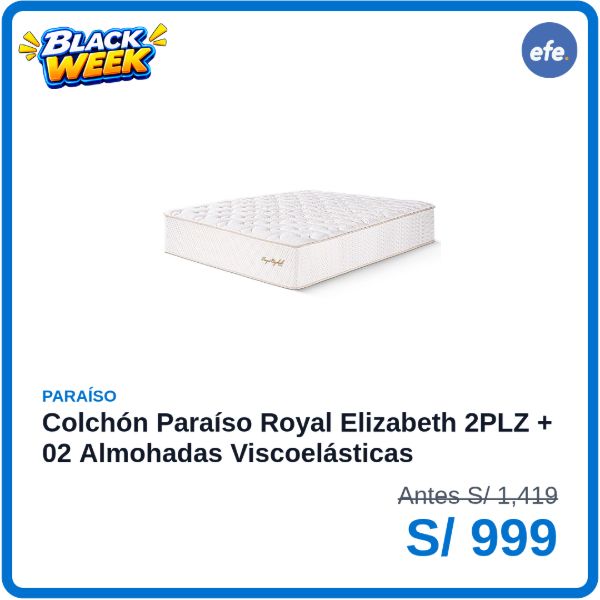 BLACK
WEEK
efe.
PARAÍSO
Colchón Paraíso Royal Elizabeth 2PLZ +
02 Almohadas Viscoelásticas
Antes S/ 1,419
S/ 999